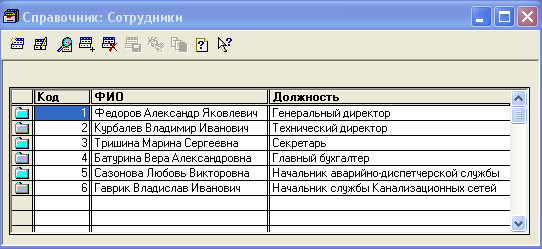 Справочник: Сотрудники
Код ФИО Должность
1 Федоров Александр Яковлевич Генеральный директор
2 Курбалев Владимир Иванович Технический директор
3 Тришина Марина Сергеевна Секретарь
4 Батурина Вера Александровна Главный бухгалтер
5 Сазонова Любовь Викторовна Начальник аварийно-диспетчерской службы
6 Гаврик Владислав Иванович Начальник службы Канализационных сетей